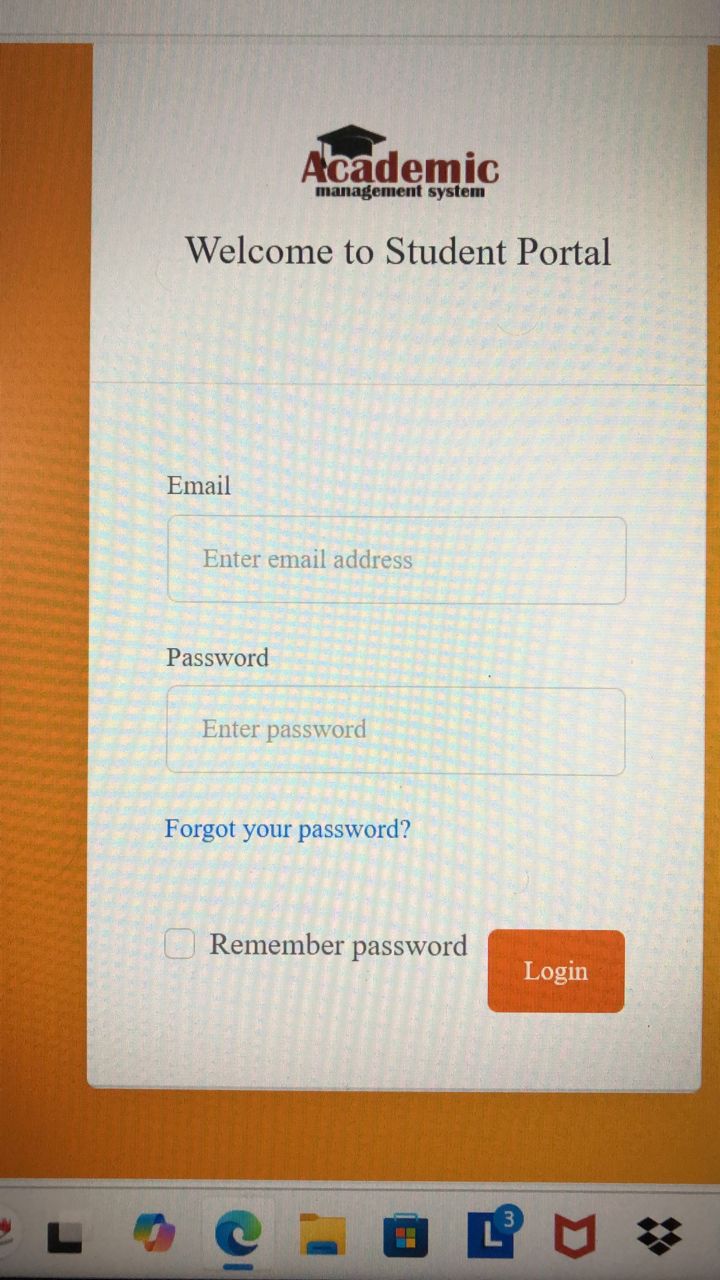 Academic
management system
Welcome to Student Portal
Email
Enter email address
Password
Enter password
Forgot your password?
Remember password
Login
L
3